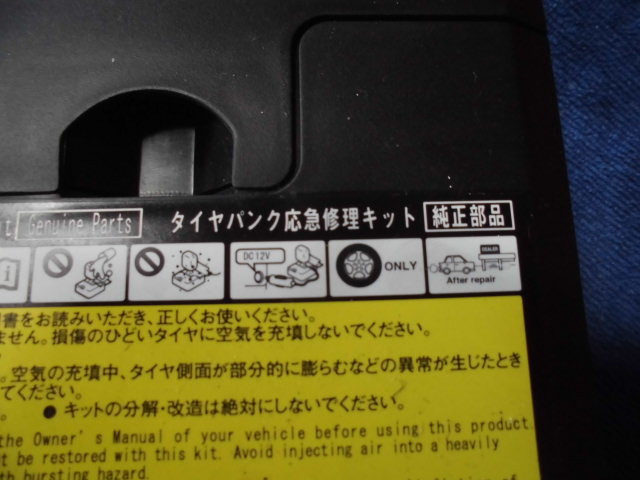 Genuine Parts タイヤパンク応急修理キット 純正部品
DC12V
ONLY
DEALER
After repair
書をお読みいただき、正しくお使いください。
ません。損傷のひどいタイヤに空気を充填しないでください。
。空気の充填中、タイヤ側面が部分的に膨らむなどの異常が生じたとき
てください。
● キットの分解・改造は絶対にしないでください。
the Owner's Manual of your vehicle before using this product.
be restored with this kit. Avoid injecting air into a heavily
bursting hazard.